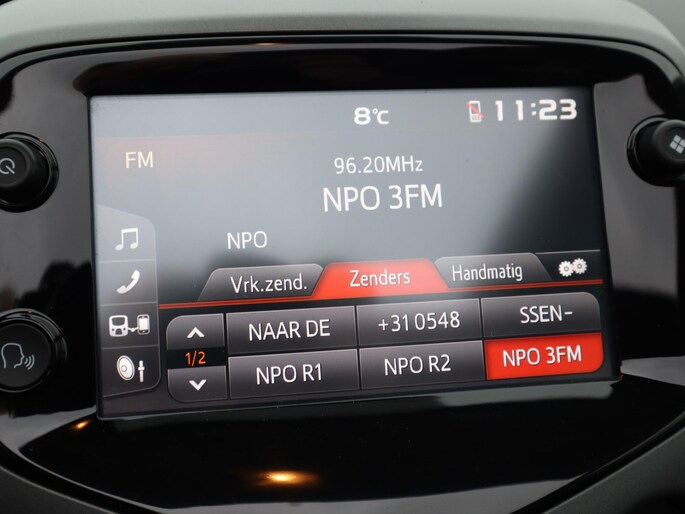 8°C 11:23
FM
96.20MHz
NPO 3FM
NPO
Vrk.zend. Zenders Handmatig
NAAR DE +31 0548 SSEN-
1/2
NPO R1 NPO R2 NPO 3FM